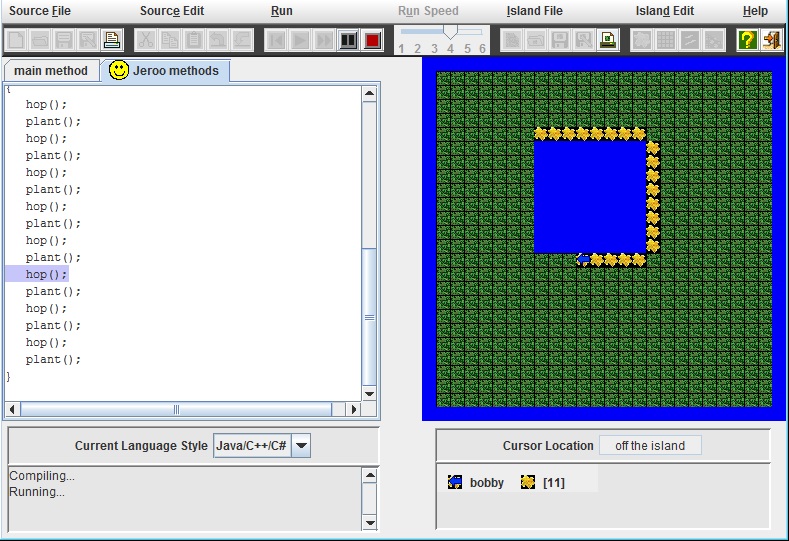 Source File Source Edit Run Run Speed Island File Island Edit Help
1 2 3 4 5 6
main method Jeroo methods
{
hop();
plant();
hop();
plant();
hop();
plant();
hop();
plant();
hop();
plant();
hop();
plant();
hop();
plant();
hop();
plant();
}
Current Language Style Java/C++/C#
Compiling...
Running...
Cursor Location off the island
bobby [11]